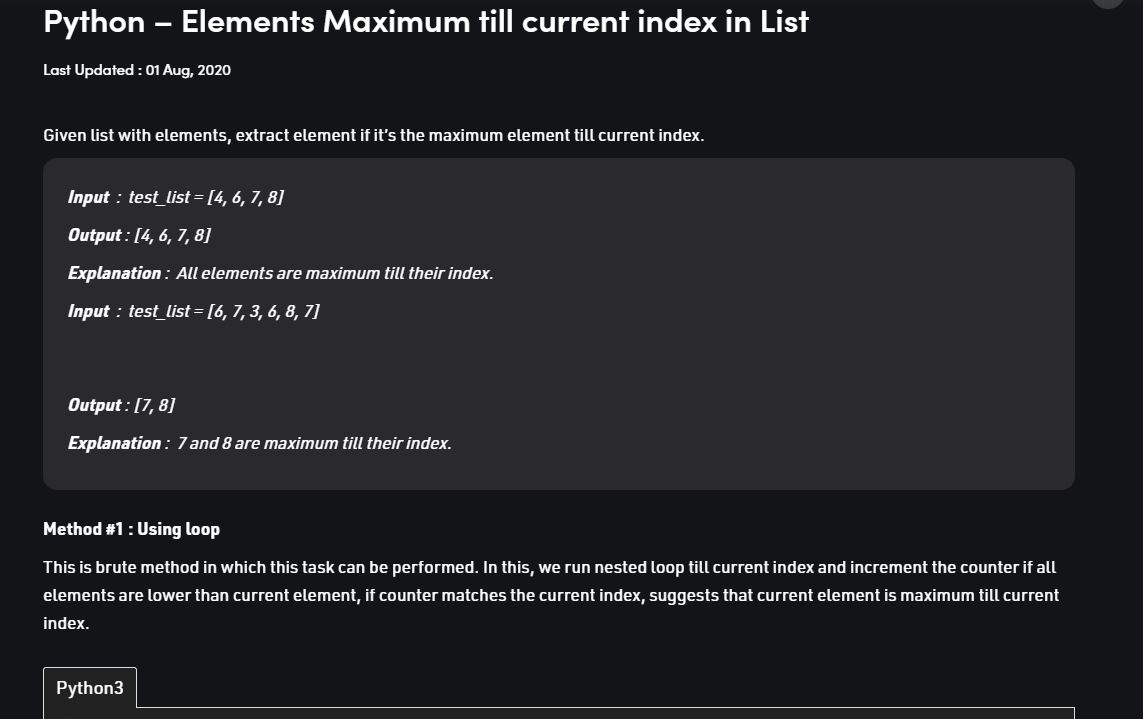 Python – Elements Maximum till current index in List
Last Updated : 01 Aug, 2020
Given list with elements, extract element if it's the maximum element till current index.
Input : test_list = [4, 6, 7, 8]
Output : [4, 6, 7, 8]
Explanation : All elements are maximum till their index.
Input : test_list = [6, 7, 3, 6, 8, 7]
Output : [7, 8]
Explanation : 7 and 8 are maximum till their index.
Method #1 : Using loop
This is brute method in which this task can be performed. In this, we run nested loop till current index and increment the counter if all
elements are lower than current element, if counter matches the current index, suggests that current element is maximum till current
index.
Python3